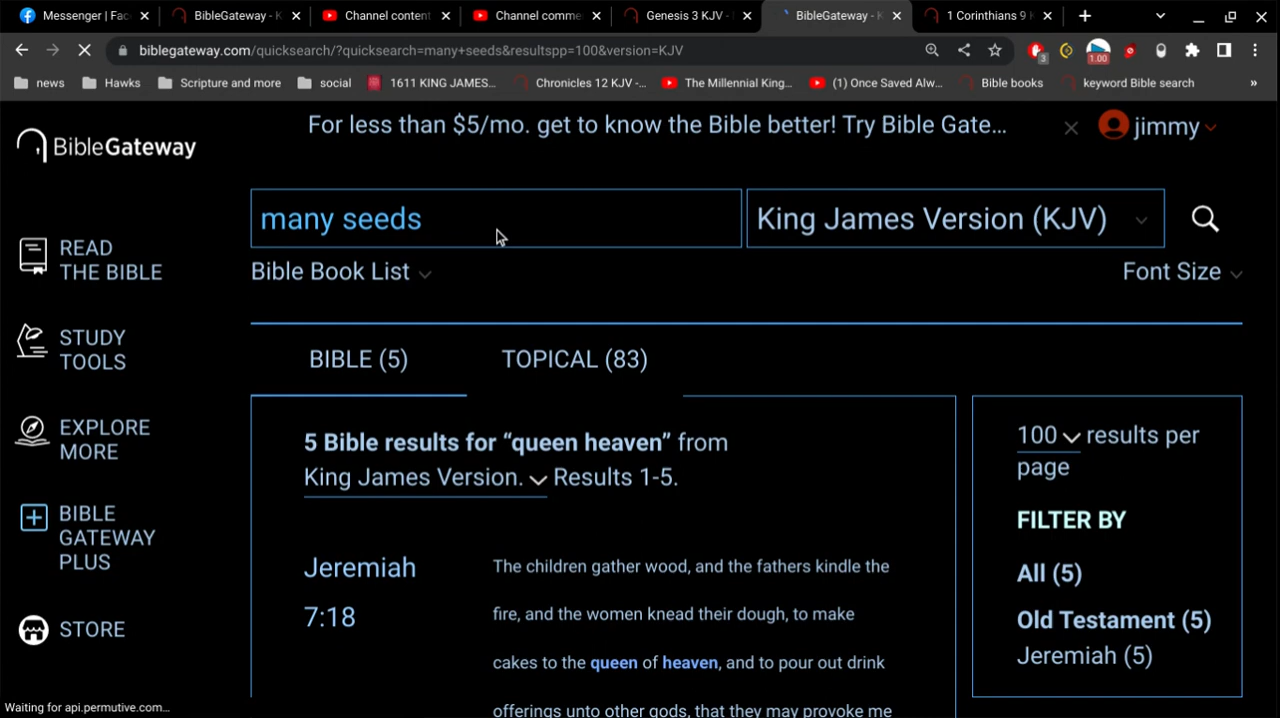 Messenger | Fac
BibleGateway - K
Channel content
Channel comme
Genesis 3 KJV -
BibleGateway - K
1 Corinthians 9 K
biblegateway.com/quicksearch/?quicksearch=many+seeds&resultspp=100&version=KJV
3
1.00
news
Hawks
Scripture and more
social
1611 KING JAMES...
Chronicles 12 KJV -...
The Millennial King...
(1) Once Saved Alw...
Bible books
keyword Bible search
»
For less than $5/mo. get to know the Bible better! Try Bible Gate...
jimmy
BibleGateway
many seeds
King James Version (KJV)
Bible Book List
Font Size
READ
THE BIBLE
STUDY
TOOLS
EXPLORE
MORE
BIBLE
GATEWAY
PLUS
STORE
BIBLE (5)
TOPICAL (83)
5 Bible results for “queen heaven” from
King James Version. Results 1-5.
Jeremiah
7:18
The children gather wood, and the fathers kindle the
fire, and the women knead their dough, to make
cakes to the queen of heaven, and to pour out drink
offerings unto other gods, that they may provoke me
100 results per
page
FILTER BY
All (5)
Old Testament (5)
Jeremiah (5)
Waiting for api.permutive.com...